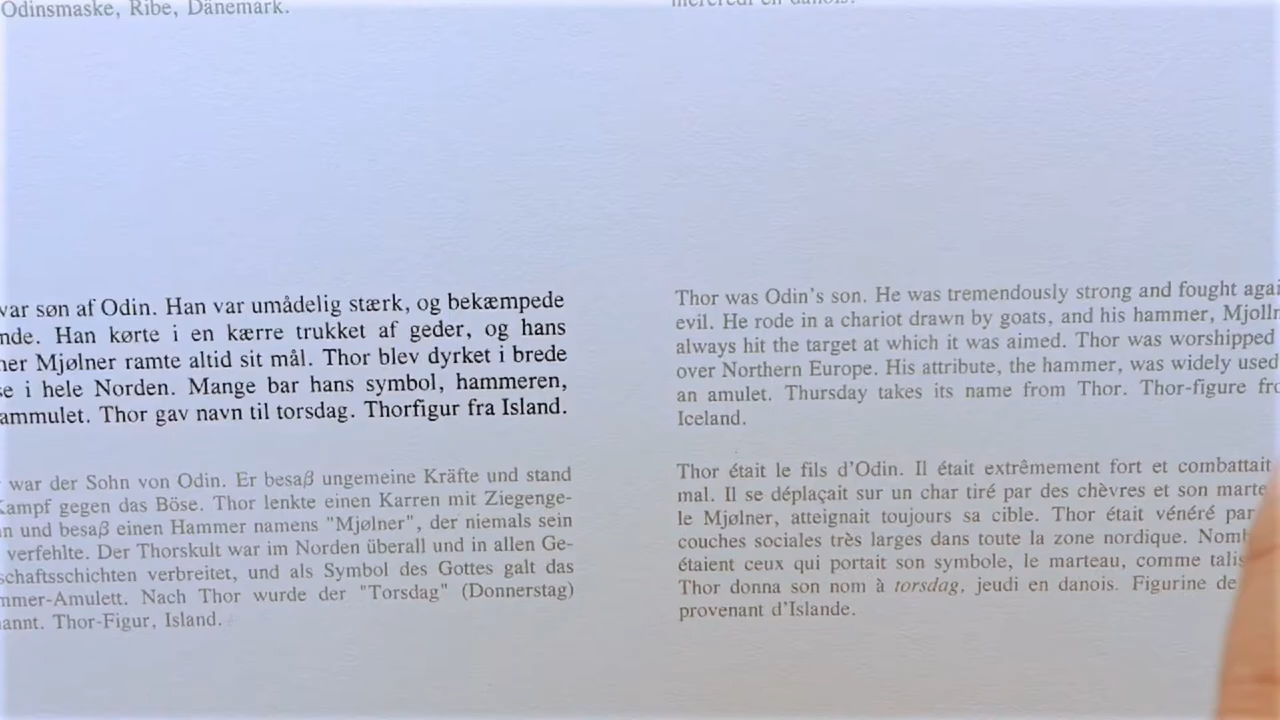 Odinsmaske, Ribe, Dänemark.
var søn af Odin. Han var umådelig stærk, og bekæmpede
nde. Han kørte i en kærre trukket af geder, og hans
ner Mjølner ramte altid sit mål. Thor blev dyrket i brede
i hele Norden. Mange bar hans symbol, hammeren,
ammulet. Thor gav navn til torsdag. Thorfigur fra Island.
war der Sohn von Odin. Er besaß ungemeine Kräfte und stand
Kampf gegen das Böse. Thor lenkte einen Karren mit Ziegenge-
n und besaß einen Hammer namens "Mjølner", der niemals sein
verfehlte. Der Thorskult war im Norden überall und in allen Ge-
schaftsschichten verbreitet, und als Symbol des Gottes galt das
mmer-Amulett. Nach Thor wurde der "Torsdag" (Donnerstag)
annt. Thor-Figur, Island.
mercredi en danois.
Thor was Odin's son. He was tremendously strong and fought agai
evil. He rode in a chariot drawn by goats, and his hammer, Mjolln
always hit the target at which it was aimed. Thor was worshipped
over Northern Europe. His attribute, the hammer, was widely used
an amulet. Thursday takes its name from Thor. Thor-figure fro
Iceland.
Thor était le fils d'Odin. Il était extrêmement fort et combattait
mal. Il se déplaçait sur un char tiré par des chèvres et son marte
le Mjølner, atteignait toujours sa cible. Thor était vénéré par
couches sociales très larges dans toute la zone nordique. Nomb
étaient ceux qui portait son symbole, le marteau, comme talis
Thor donna son nom à torsdag, jeudi en danois. Figurine de
provenant d'Islande.